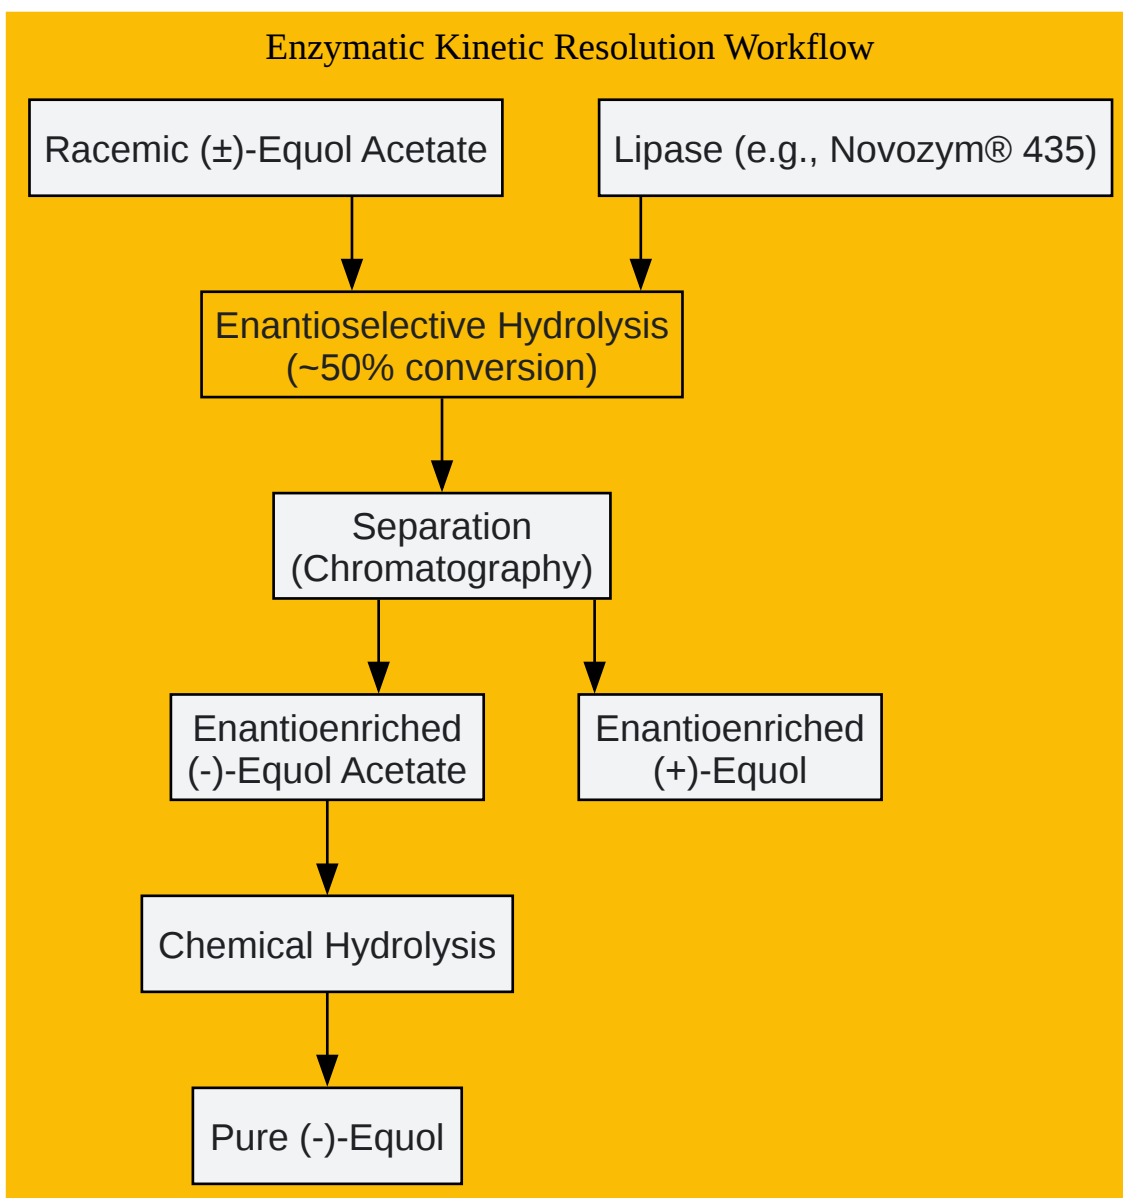 Enzymatic Kinetic Resolution Workflow
Racemic (±)-Equol Acetate
Lipase (e.g., Novozym® 435)
Enantioselective Hydrolysis
(~50% conversion)
Separation
(Chromatography)
Enantioenriched
(-)-Equol Acetate
Enantioenriched
(+)-Equol
Chemical Hydrolysis
Pure (-)-Equol